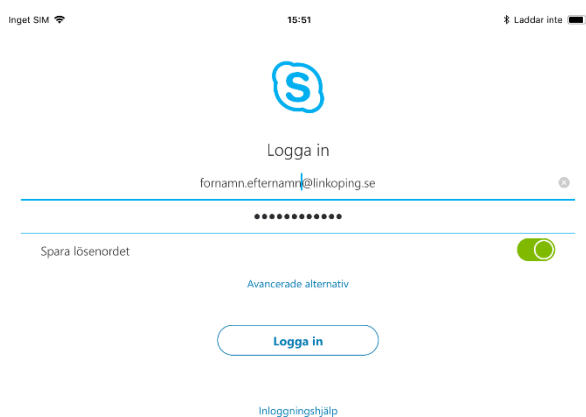 Inget SIM 15:51 Laddar inte
S
Logga in
fornamn.efternamn@linkoping.se
••••••••••••
Spara lösenordet
Avancerade alternativ
Logga in
Inloggningshjälp